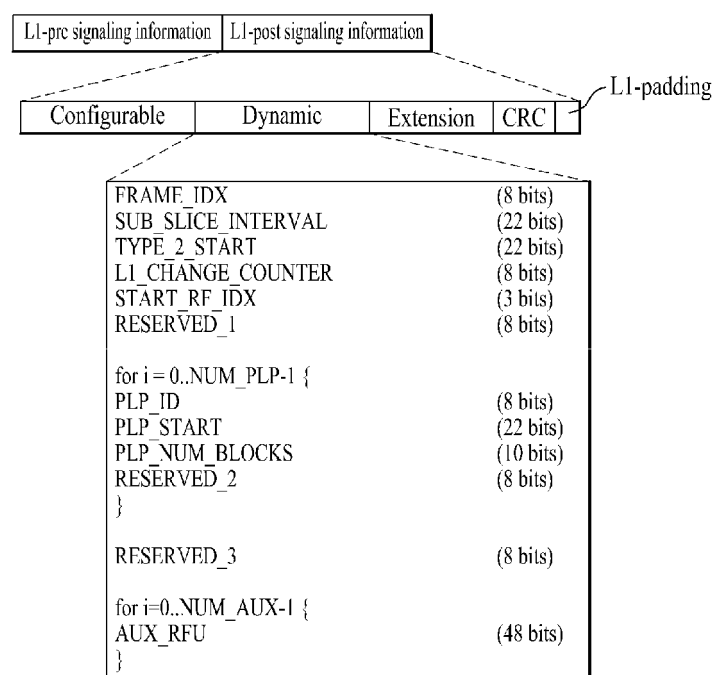 L1-pre signaling information L1-post signaling information
L1-padding
Configurable Dynamic Extension CRC
FRAME_IDX (8 bits)
SUB_SLICE_INTERVAL (22 bits)
TYPE_2_START (22 bits)
L1_CHANGE_COUNTER (8 bits)
START_RF_IDX (3 bits)
RESERVED_1 (8 bits)
for i = 0..NUM_PLP-1 {
PLP_ID (8 bits)
PLP_START (22 bits)
PLP_NUM_BLOCKS (10 bits)
RESERVED_2 (8 bits)
}
RESERVED_3 (8 bits)
for i=0..NUM_AUX-1 {
AUX_RFU (48 bits)
}